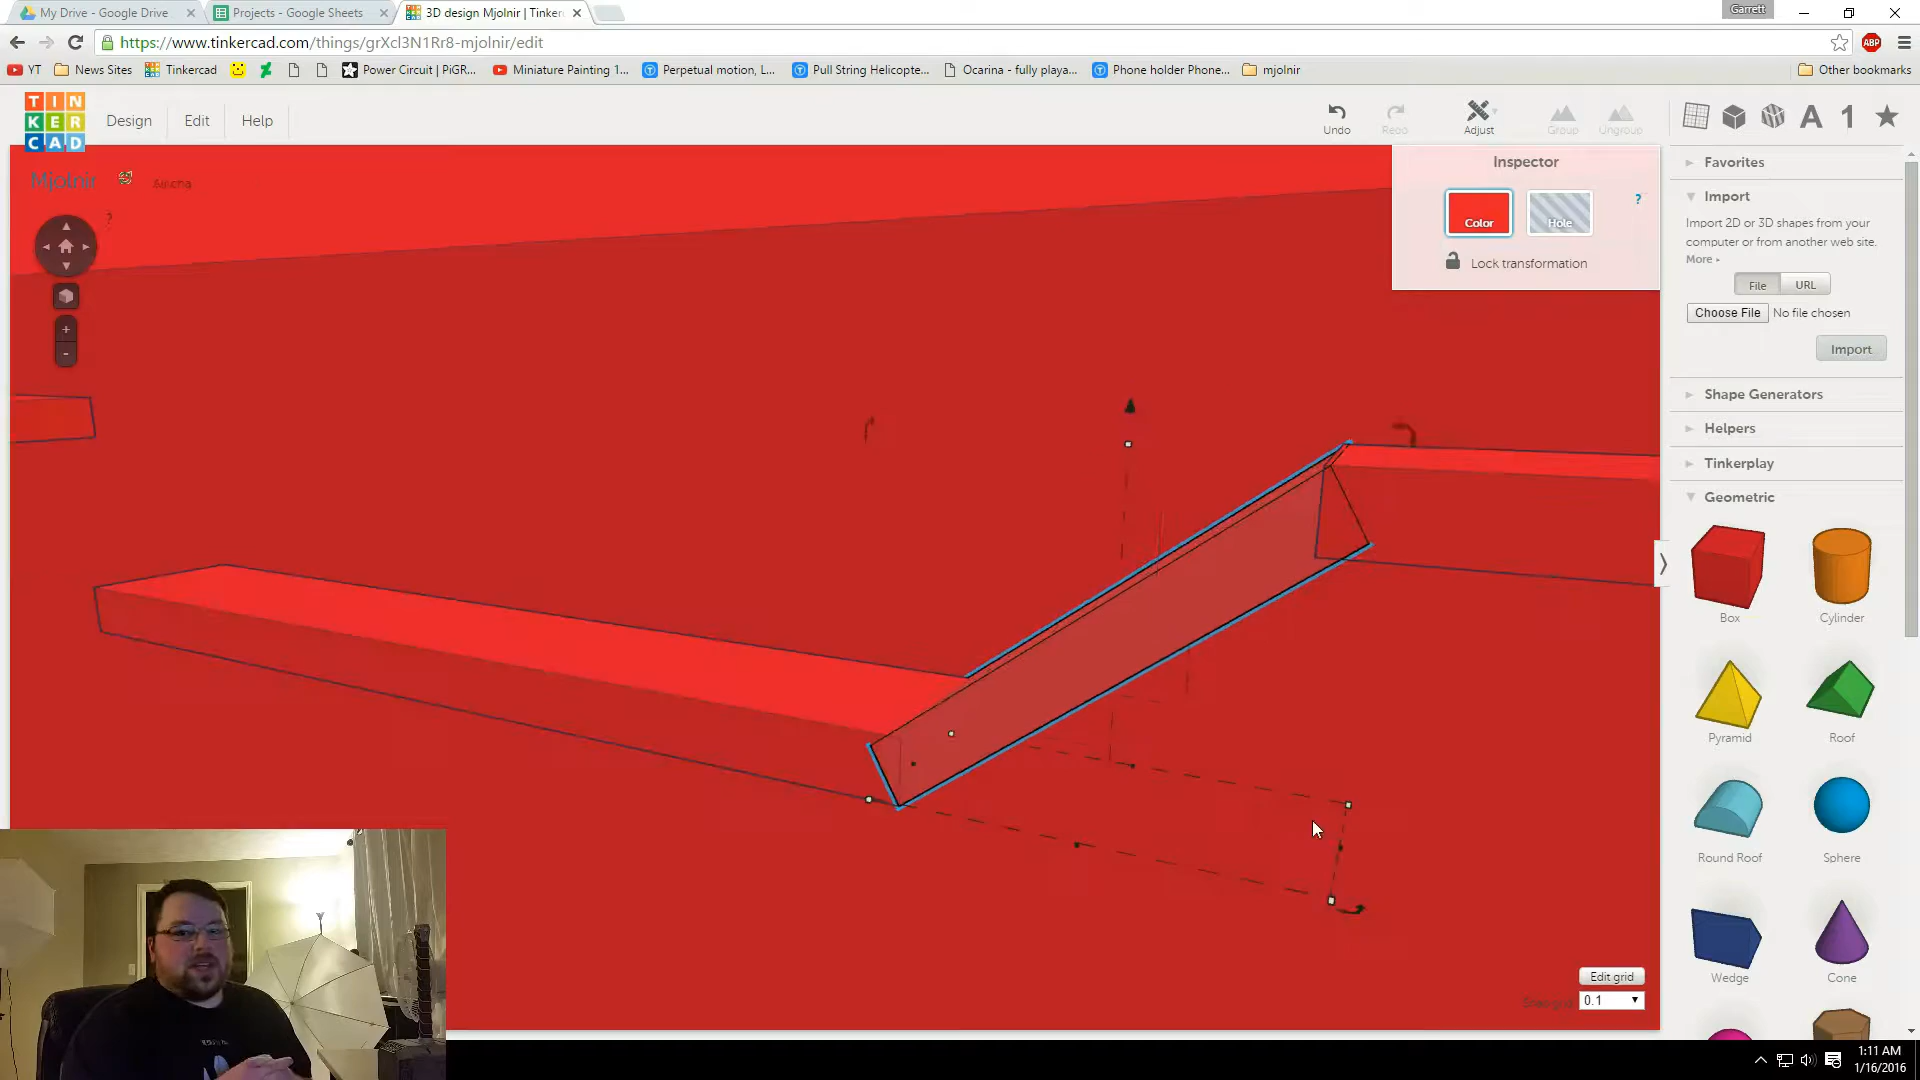 My Drive - Google Drive
Projects - Google Sheets
3D design Mjolnir | Tinker
Garrett
https://www.tinkercad.com/things/grXcl3N1Rr8-mjolnir/edit
ABP
YT
News Sites
Tinkercad
Power Circuit | PiGR...
Miniature Painting 1...
Perpetual motion, L...
Pull String Helicopte...
Ocarina - fully playa...
Phone holder Phone...
mjolnir
Other bookmarks
TIN
KER
CAD
Design
Edit
Help
Undo
Redo
Adjust
Group
Ungroup
A
1
Mjolnir
?
Inspector
Color
Hole
?
Lock transformation
Favorites
Import
Import 2D or 3D shapes from your
computer or from another web site.
More
File
URL
Choose File
No file chosen
Import
Shape Generators
Helpers
Tinkerplay
Geometric
Box
Cylinder
Pyramid
Roof
Round Roof
Sphere
Wedge
Cone
Edit grid
Snap grid
0.1
1:11 AM
1/16/2016